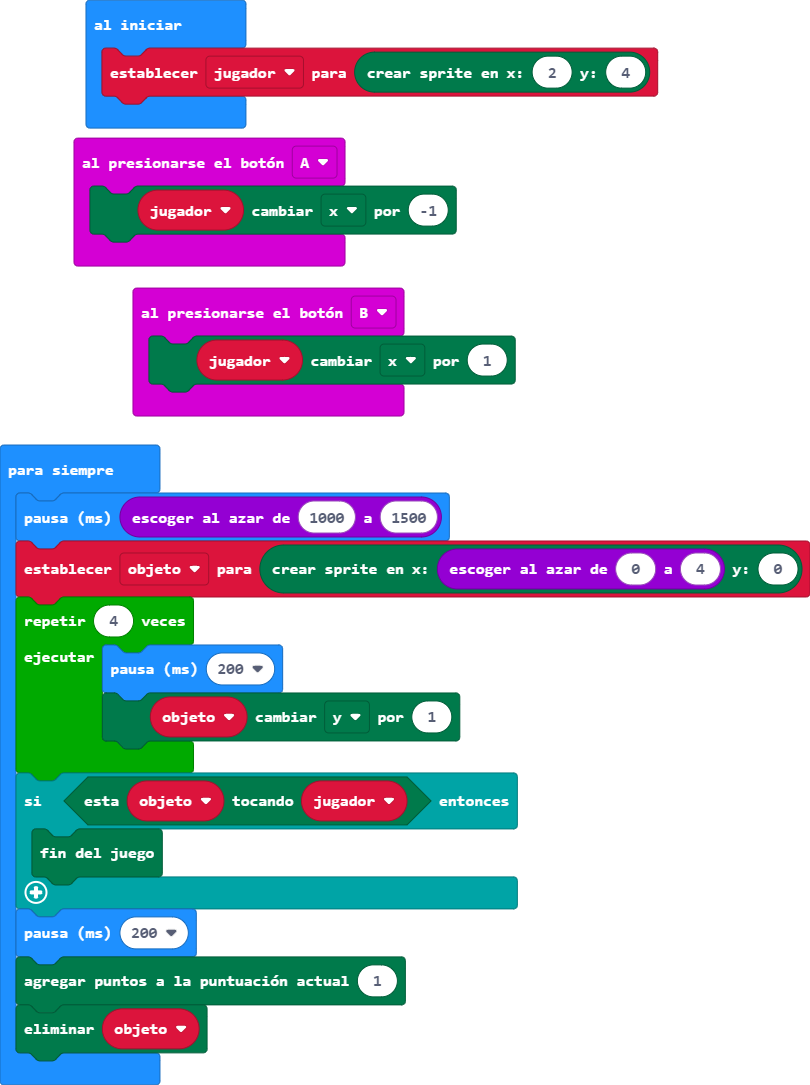 al iniciar
establecer jugador para crear sprite en x: 2 y: 4
al presionarse el botón A
jugador cambiar x por -1
al presionarse el botón B
jugador cambiar x por 1
para siempre
pausa (ms) escoger al azar de 1000 a 1500
establecer objeto para crear sprite en x: escoger al azar de 0 a 4 y: 0
repetir 4 veces
ejecutar
pausa (ms) 200
objeto cambiar y por 1
si esta objeto tocando jugador entonces
fin del juego
pausa (ms) 200
agregar puntos a la puntuación actual 1
eliminar objeto